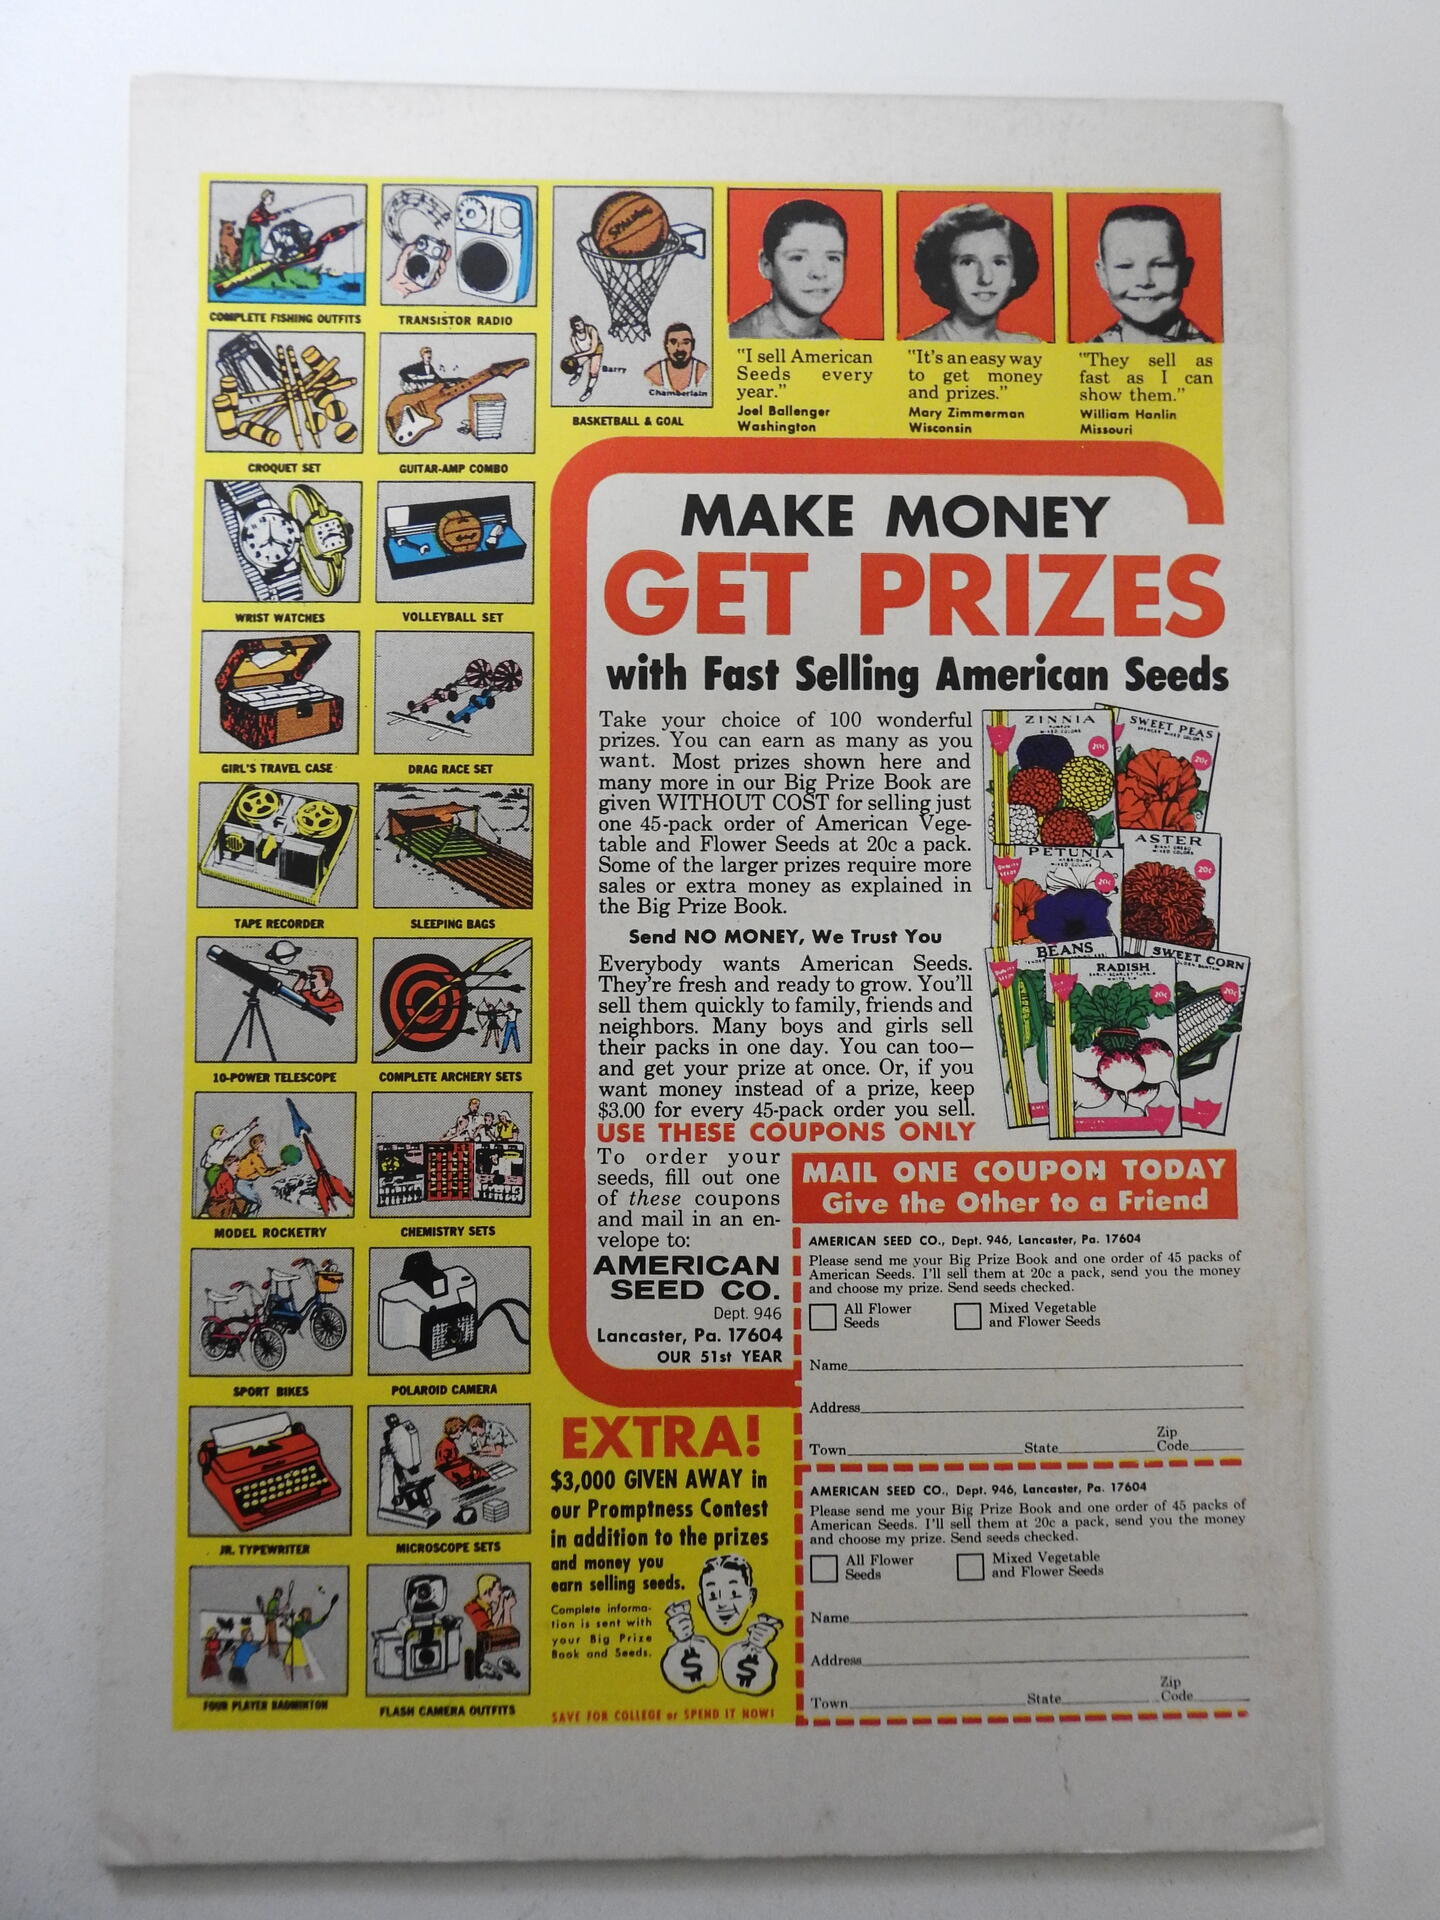 COMPLETE FISHING OUTFITS
TRANSISTOR RADIO
SPALDING
Barry
Chamberlain
BASKETBALL & GOAL
CROQUET SET
GUITAR-AMP COMBO
WRIST WATCHES
VOLLEYBALL SET
GIRL'S TRAVEL CASE
DRAG RACE SET
TAPE RECORDER
SLEEPING BAGS
10-POWER TELESCOPE
COMPLETE ARCHERY SETS
MODEL ROCKETRY
CHEMISTRY SETS
SPORT BIKES
POLAROID CAMERA
JR. TYPEWRITER
MICROSCOPE SETS
FOUR PLAYER BADMINTON
FLASH CAMERA OUTFITS
"I sell American
Seeds every
year."
Joel Ballenger
Washington
"It's an easy way
to get money
and prizes."
Mary Zimmerman
Wisconsin
"They sell as
fast as I can
show them."
William Hanlin
Missouri
MAKE MONEY
GET PRIZES
with Fast Selling American Seeds
Take your choice of 100 wonderful
prizes. You can earn as many as you
want. Most prizes shown here and
many more in our Big Prize Book are
given WITHOUT COST for selling just
one 45-pack order of American Vege-
table and Flower Seeds at 20c a pack.
Some of the larger prizes require more
sales or extra money as explained in
the Big Prize Book.
Send NO MONEY, We Trust You
Everybody wants American Seeds.
They're fresh and ready to grow. You'll
sell them quickly to family, friends and
neighbors. Many boys and girls sell
their packs in one day. You can too—
and get your prize at once. Or, if you
want money instead of a prize, keep
$3.00 for every 45-pack order you sell.
USE THESE COUPONS ONLY
To order your
seeds, fill out one
of these coupons
and mail in an en-
velope to:
AMERICAN
SEED CO.
Dept. 946
Lancaster, Pa. 17604
OUR 51st YEAR
ZINNIA
MIXED COLORS
20c
SWEET PEAS
SPENCER MIXED COLORS
20c
PETUNIA
MIXED COLORS
20c
ASTER
MIXED COLORS
20c
BEANS
RADISH
20c
SWEET CORN
20c
MAIL ONE COUPON TODAY
Give the Other to a Friend
AMERICAN SEED CO., Dept. 946, Lancaster, Pa. 17604
Please send me your Big Prize Book and one order of 45 packs of
American Seeds. I'll sell them at 20c a pack, send you the money
and choose my prize. Send seeds checked.
All Flower
Seeds
Mixed Vegetable
and Flower Seeds
Name
Address
Town State Zip
Code
AMERICAN SEED CO., Dept. 946, Lancaster, Pa. 17604
Please send me your Big Prize Book and one order of 45 packs of
American Seeds. I'll sell them at 20c a pack, send you the money
and choose my prize. Send seeds checked.
All Flower
Seeds
Mixed Vegetable
and Flower Seeds
Name
Address
Town State Zip
Code
EXTRA!
$3,000 GIVEN AWAY in
our Promptness Contest
in addition to the prizes
and money you
earn selling seeds.
Complete informa-
tion is sent with
your Big Prize
Book and Seeds.
$ $
SAVE FOR COLLEGE or SPEND IT NOW!